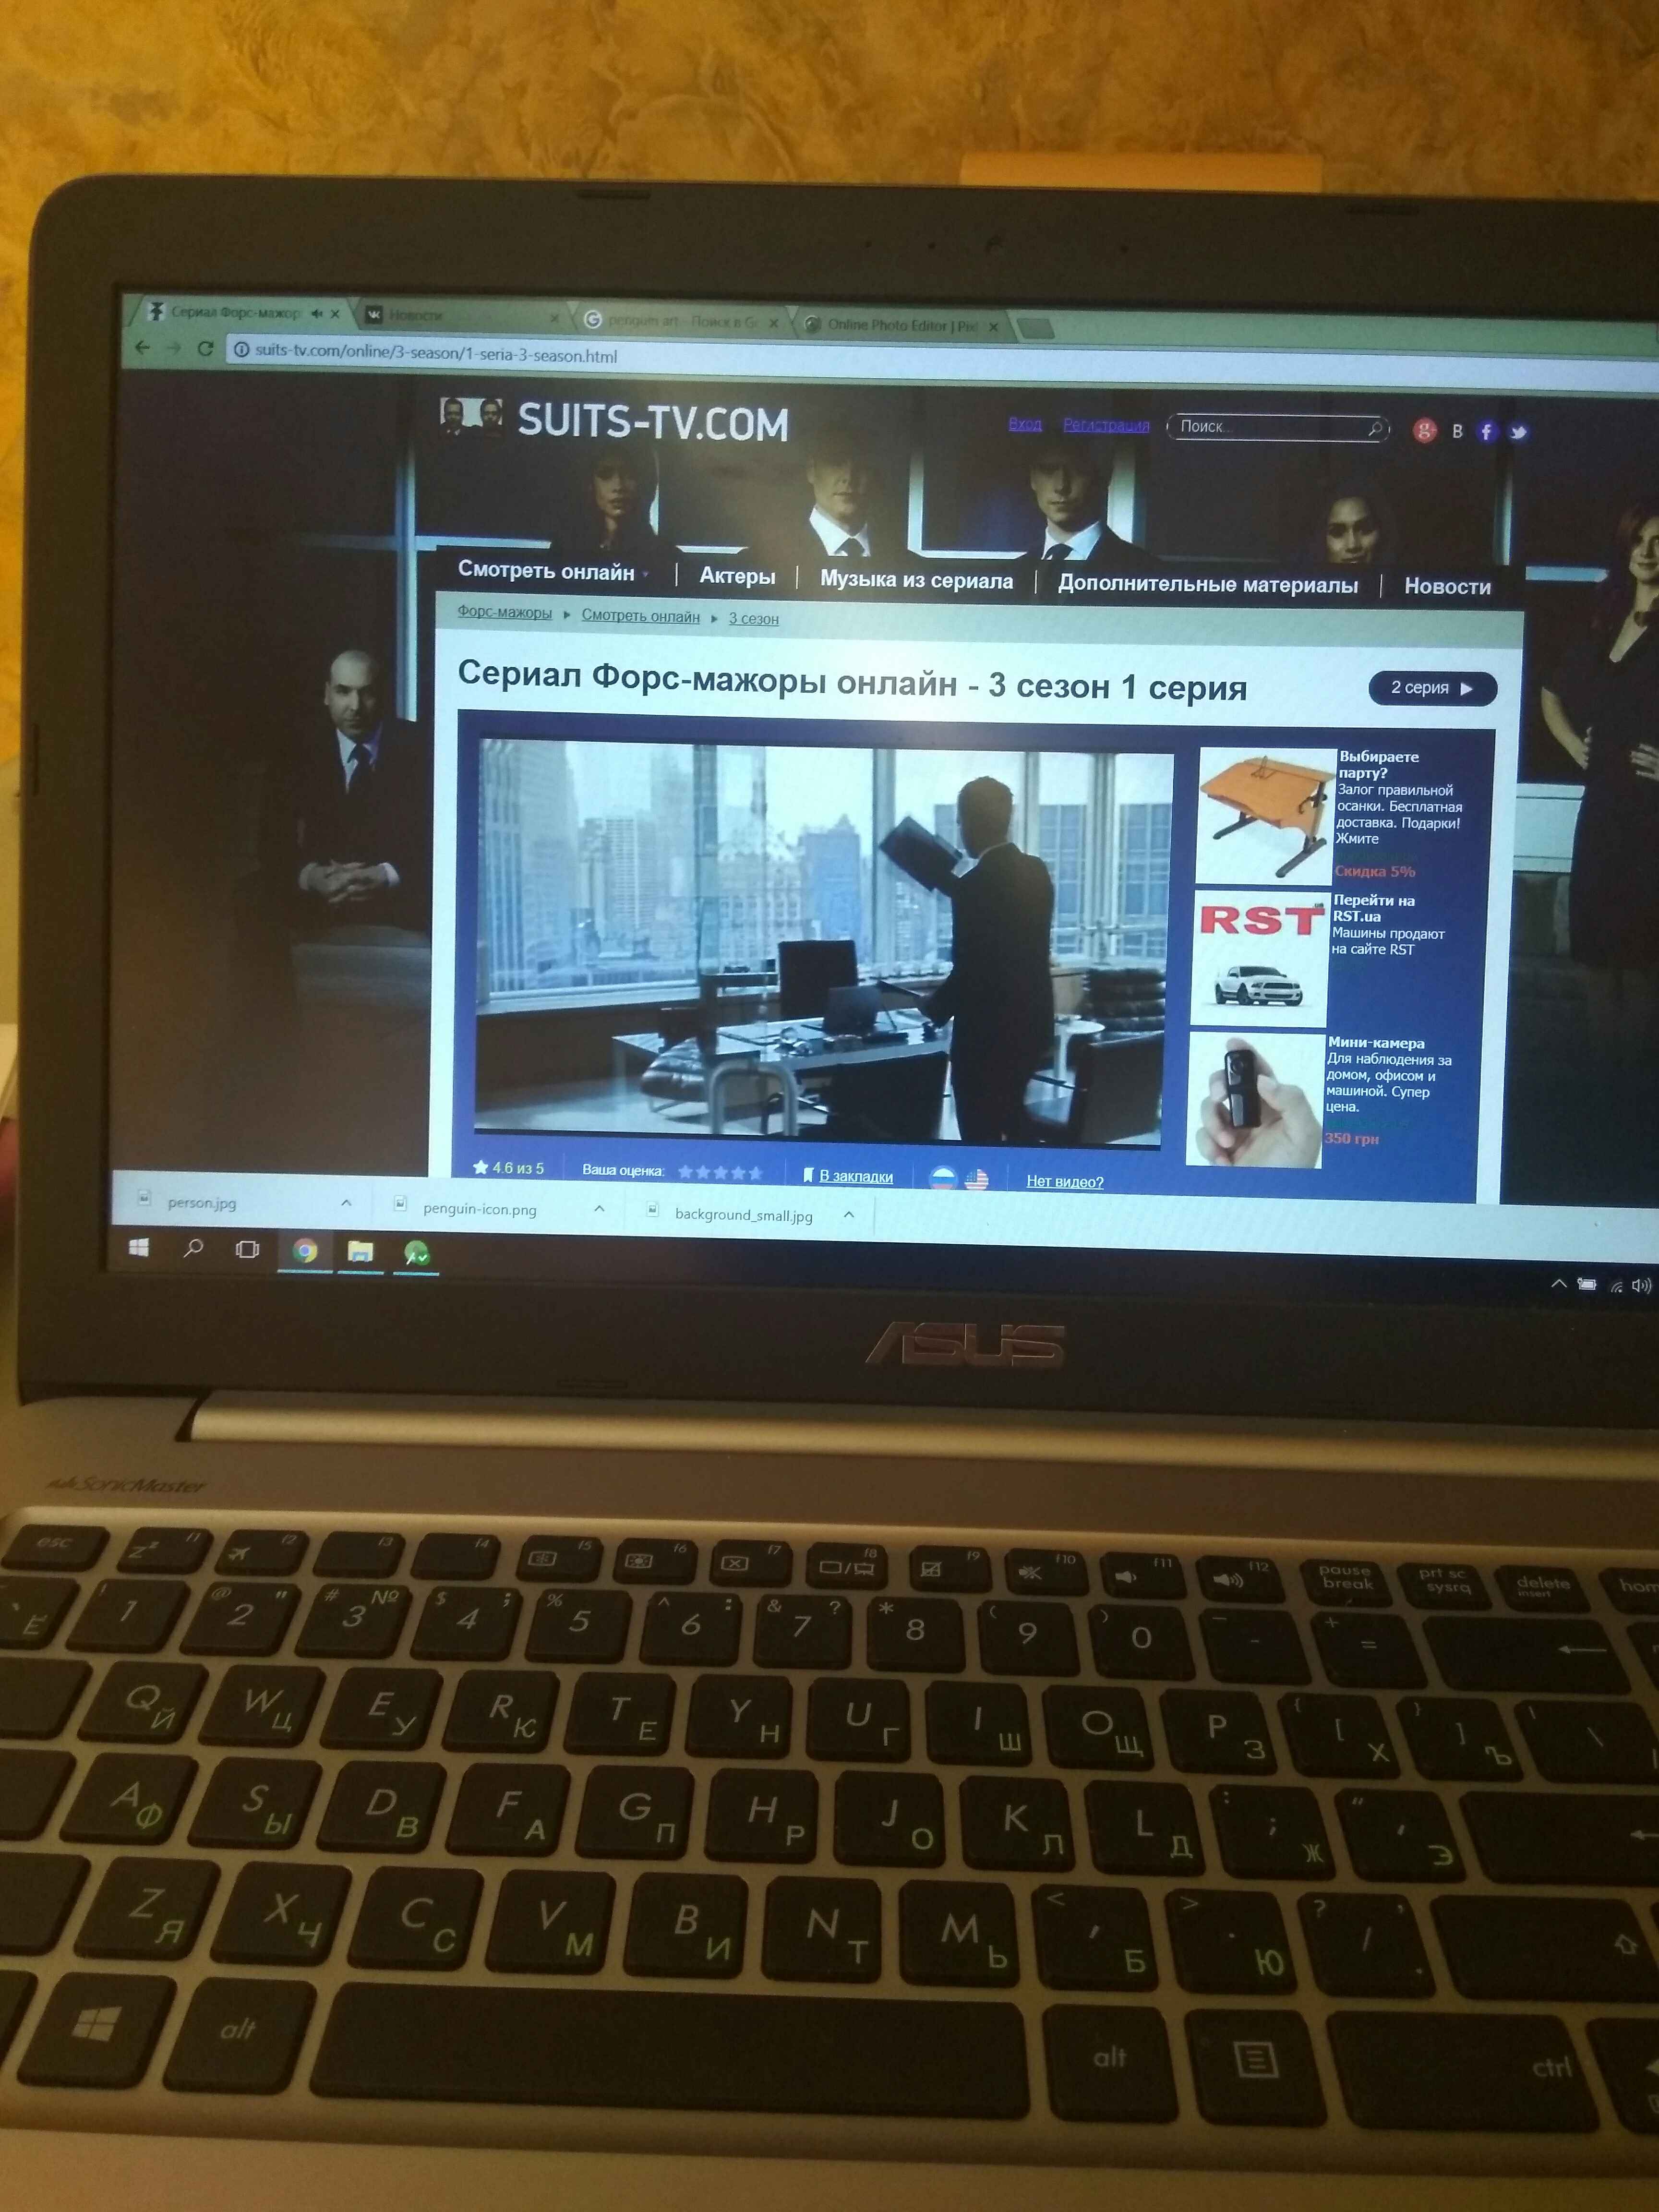 Сериал Форс-мажор
Новости
penguin art - Поиск в G
Online Photo Editor | Pixl
suits-tv.com/online/3-season/1-seria-3-season.html
SUITS-TV.COM
Вход Регистрация Поиск... g+ B f
Смотреть онлайн | Актеры | Музыка из сериала | Дополнительные материалы | Новости
Форс-мажоры ▸ Смотреть онлайн ▸ 3 сезон
Сериал Форс-мажоры онлайн - 3 сезон 1 серия
2 серия
Выбираете
парту?
Залог правильной
осанки. Бесплатная
доставка. Подарки!
Жмите
Скидка 5%
RST
Перейти на
RST.ua
Машины продают
на сайте RST
Мини-камера
Для наблюдения за
домом, офисом и
машиной. Супер
цена.
350 грн
4.6 из 5 Ваша оценка: В закладки Нет видео?
person.jpg penguin-icon.png background_small.jpg
ASUS
SonicMaster
esc f1 f2 f3 f4 f5 f6 f7 f8 f9 f10 f11 f12 pause break prt sc sysrq delete insert hom
Ё ! 1 @ 2 " # 3 № $ 4 ; % 5 ^ 6 : & 7 ? * 8 ( 9 ) 0 _ - + =
Q Й W Ц E У R К T Е Y Н U Г I Ш O Щ P З { [ Х } ] Ъ | \
A Ф S Ы D В F А G П H Р J О K Л L Д : ; Ж " ' Э
Z Я X Ч C С V М B И N Т M Ь < , Б > . Ю ? / , .
alt alt ctrl